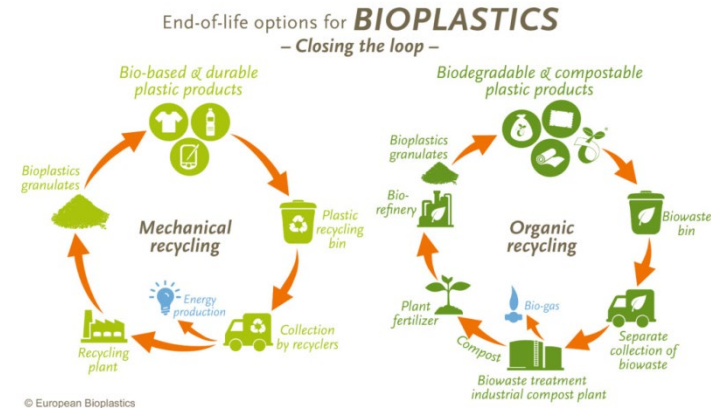 End-of-life options for BIOPLASTICS
– Closing the loop –
Bio-based & durable
plastic products
Bioplastics
granulates
Plastic
recycling
bin
Mechanical
recycling
Energy
production
Collection
by recyclers
Recycling
plant
Biodegradable & compostable
plastic products
Bioplastics
granulates
Bio-
refinery
Biowaste
bin
Organic
recycling
Plant
fertilizer
Bio-gas
Separate
collection of
biowaste
Compost
Biowaste treatment
industrial compost plant
© European Bioplastics